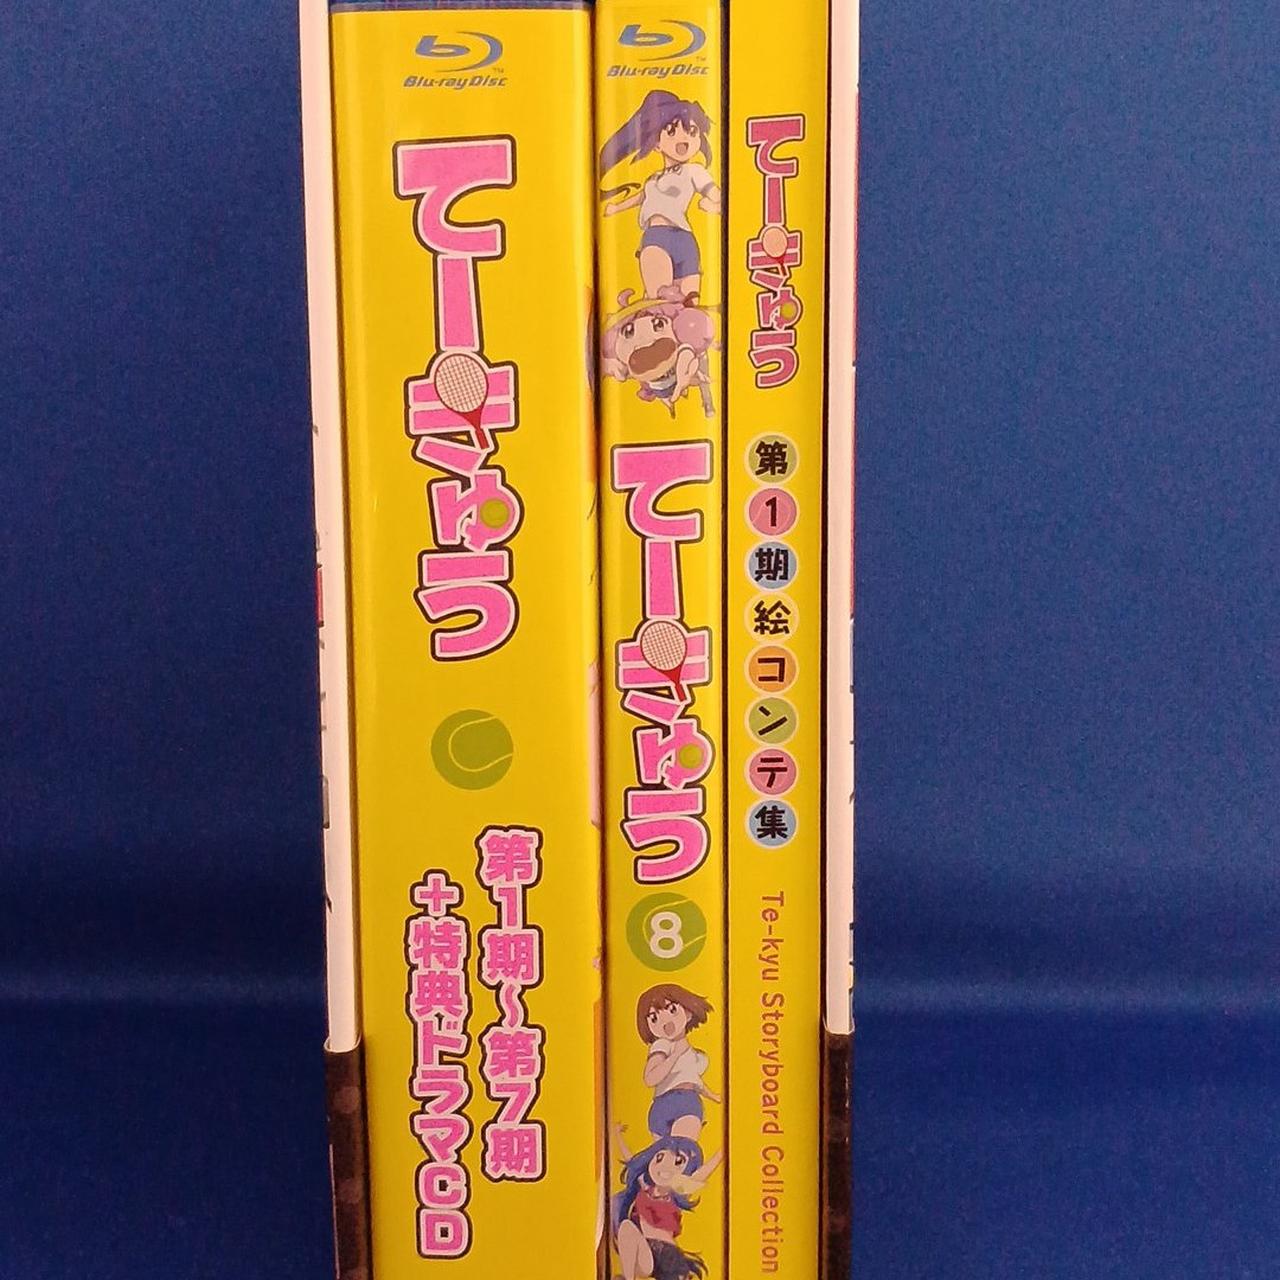 Blu-ray Disc
てーきゅう
第1期～第7期
+特典ドラマCD
Blu-ray Disc
てーきゅう
8
てーきゅう
第1期絵コンテ集
Te-kyu Storyboard Collection